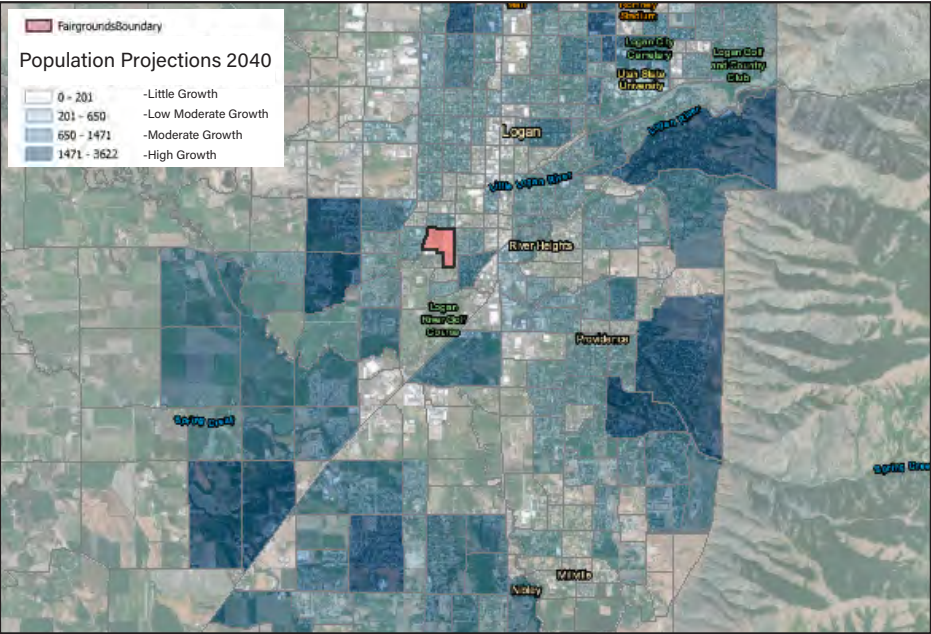 FairgroundsBoundary
Population Projections 2040
0 - 201 -Little Growth
201 - 650 -Low Moderate Growth
650 - 1471 -Moderate Growth
1471 - 3622 -High Growth
Stadium
Logan City
Cemetery
Logan Golf
and Country
Club
Utah State
University
Logan River
Logan
Little Logan River
River Heights
Logan
River Golf
Course
Providence
Spring Creek
Spring Cree
Millville
Nibley